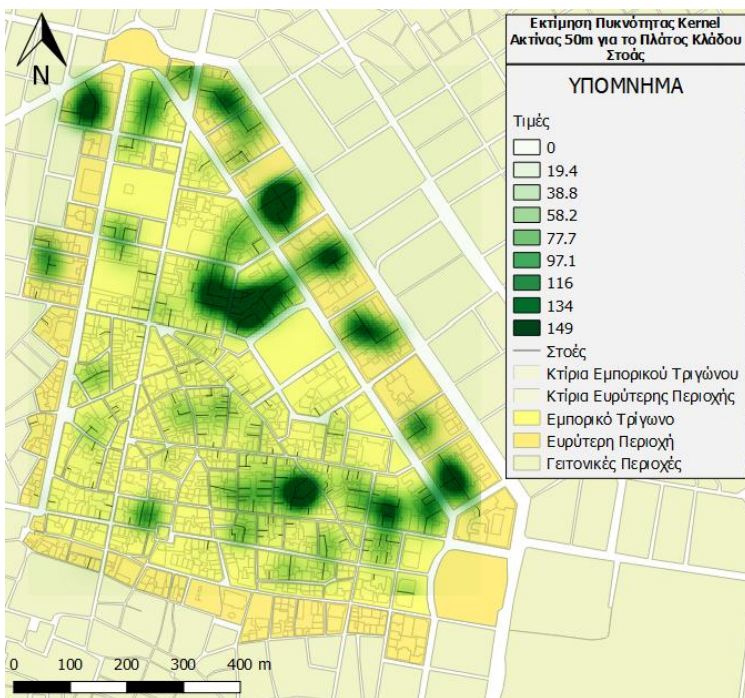 Εκτίμηση Πυκνότητας Kernel
Ακτίνας 50m για το Πλάτος Κλάδου
Στοάς
ΥΠΟΜΝΗΜΑ
Τιμές
0
19.4
38.8
58.2
77.7
97.1
116
134
149
Στοές
Κτίρια Εμπορικού Τριγώνου
Κτίρια Ευρύτερης Περιοχής
Εμπορικό Τρίγωνο
Ευρύτερη Περιοχή
Γειτονικές Περιοχές
N
0 100 200 300 400 m